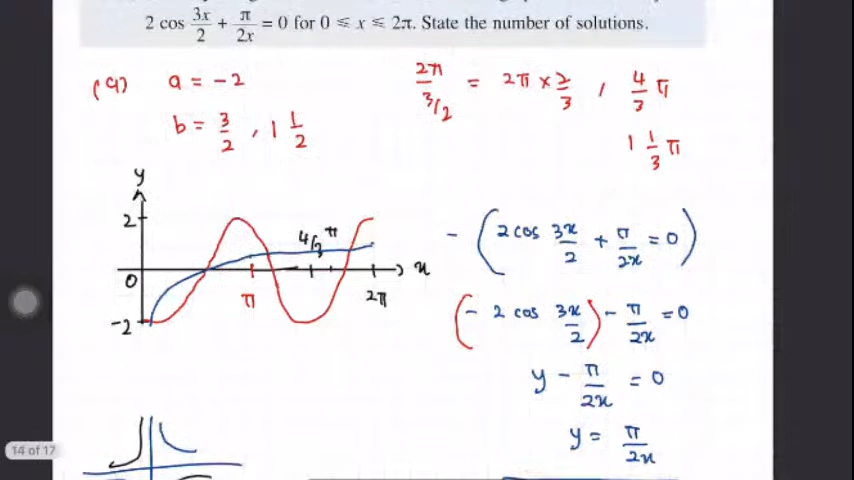 2 cos 3x/2 + π/2x = 0 for 0 ⩽ x ⩽ 2π. State the number of solutions.
(a) a = -2
b = 3/2 , 1 1/2
2π / 3/2 = 2π × 2/3 , 4/3 π
1 1/3 π
y
2
0
-2
π
4/3 π
2π
x
- ( 2 cos 3x/2 + π/2x = 0 )
( - 2 cos 3x/2 ) - π/2x = 0
y - π/2x = 0
y = π/2x
14 of 17